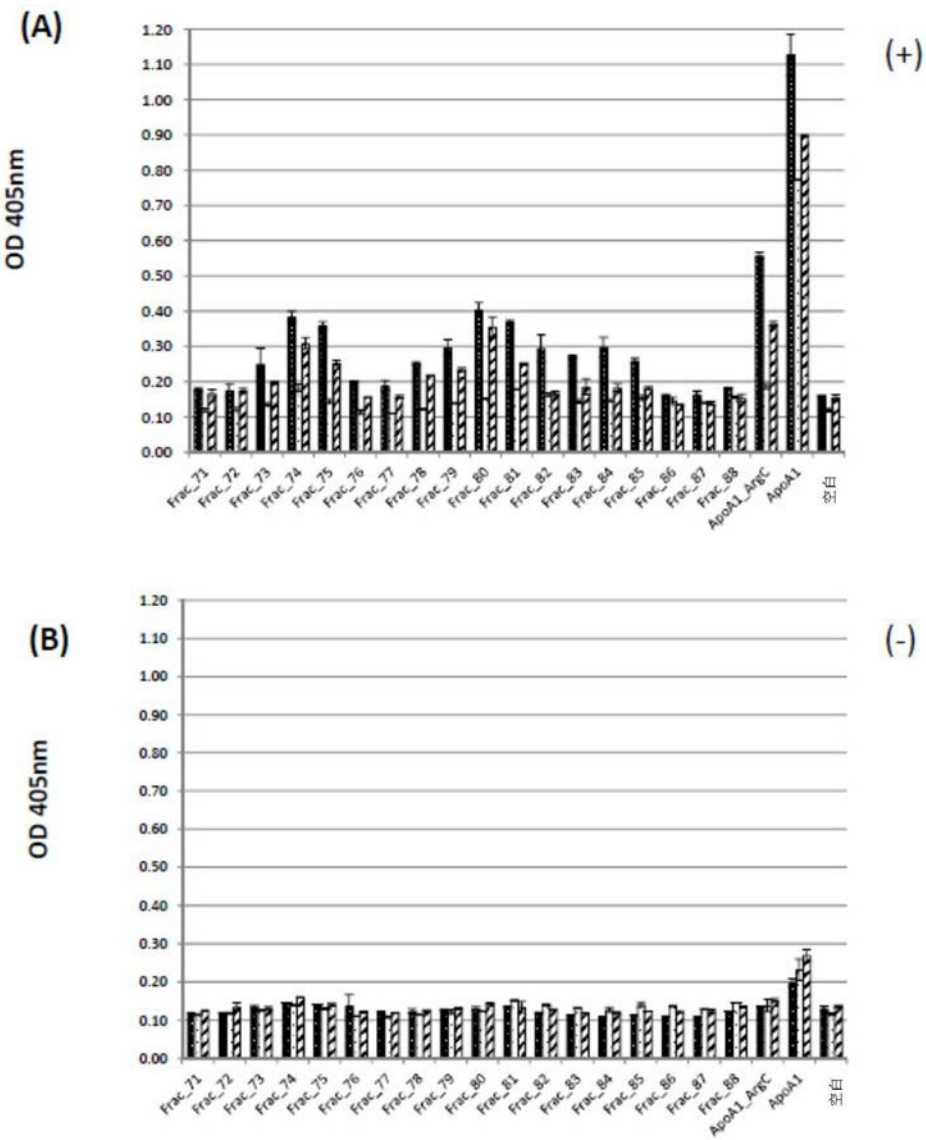 (A)
(+)
OD 405nm
1.20
1.10
1.00
0.90
0.80
0.70
0.60
0.50
0.40
0.30
0.20
0.10
0.00
Frac_71
Frac_72
Frac_73
Frac_74
Frac_75
Frac_76
Frac_77
Frac_78
Frac_79
Frac_80
Frac_81
Frac_82
Frac_83
Frac_84
Frac_85
Frac_86
Frac_87
Frac_88
ApoA1_ArgC
ApoA1
空白
(B)
(-)
OD 405nm
1.20
1.10
1.00
0.90
0.80
0.70
0.60
0.50
0.40
0.30
0.20
0.10
0.00
Frac_71
Frac_72
Frac_73
Frac_74
Frac_75
Frac_76
Frac_77
Frac_78
Frac_79
Frac_80
Frac_81
Frac_82
Frac_83
Frac_84
Frac_85
Frac_86
Frac_87
Frac_88
ApoA1_ArgC
ApoA1
空白